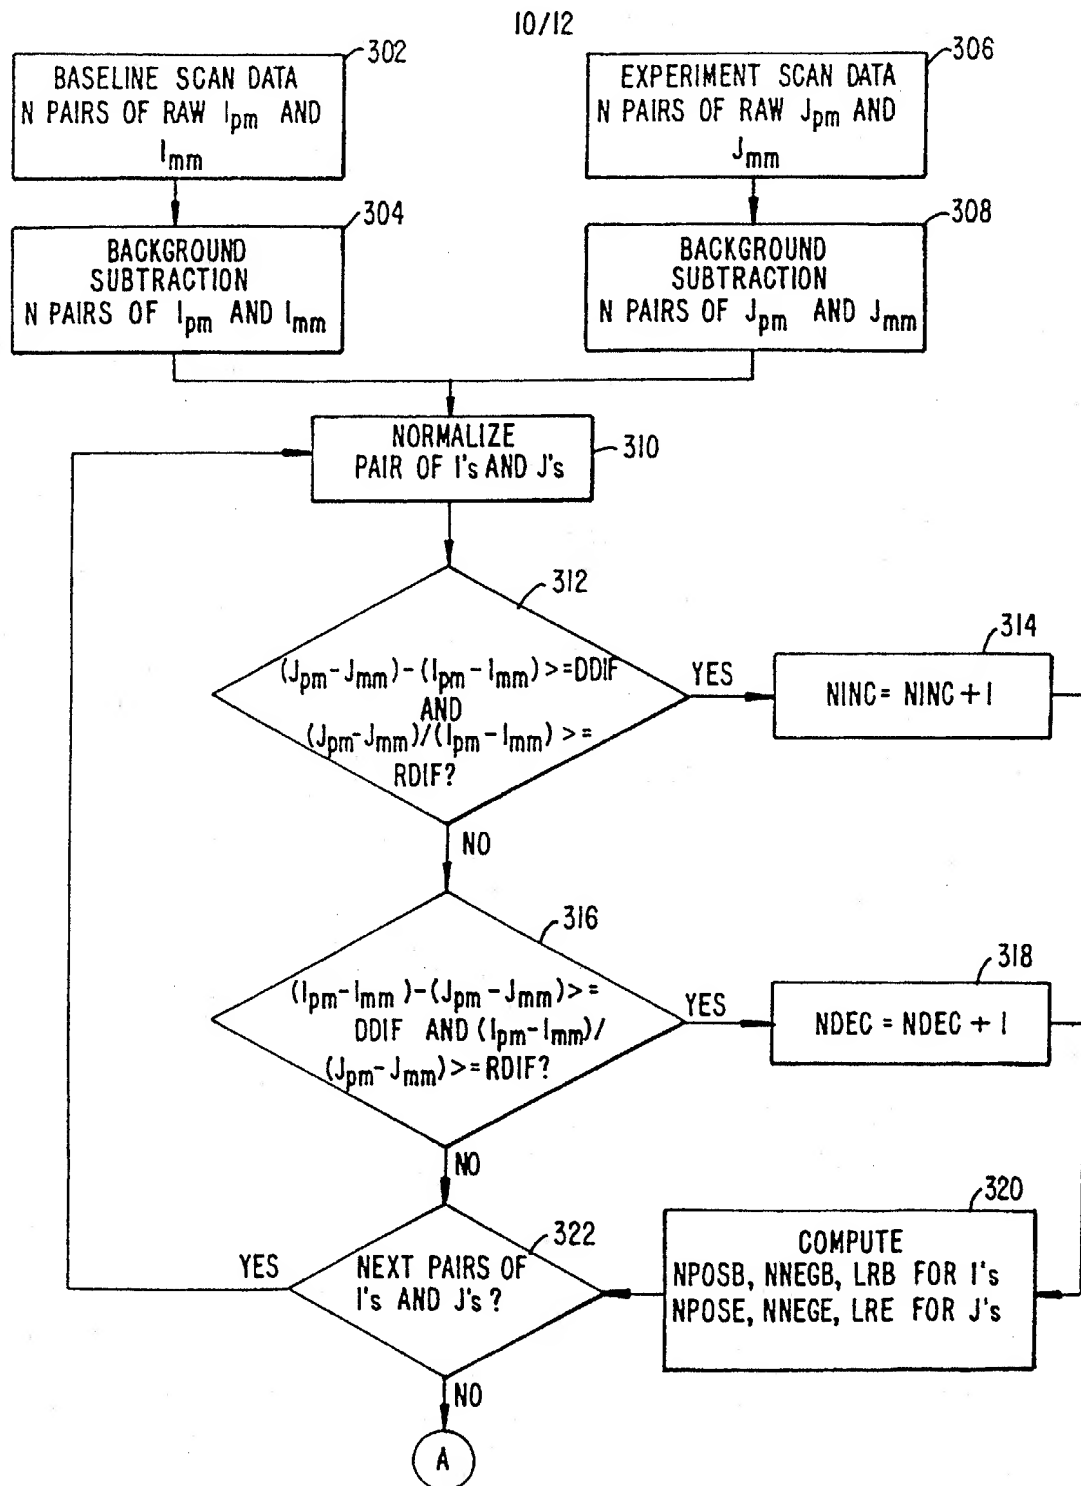 10/12
302
BASELINE SCAN DATA
N PAIRS OF RAW Ipm AND
Imm
306
EXPERIMENT SCAN DATA
N PAIRS OF RAW Jpm AND
Jmm
304
BACKGROUND
SUBTRACTION
N PAIRS OF Ipm AND Imm
308
BACKGROUND
SUBTRACTION
N PAIRS OF Jpm AND Jmm
NORMALIZE
PAIR OF I's AND J's
310
312
(Jpm-Jmm)-(Ipm-Imm)>=DDIF
AND
(Jpm-Jmm)/(Ipm-Imm)>=
RDIF?
YES
314
NINC= NINC+1
NO
316
(Ipm-Imm)-(Jpm-Jmm)>=
DDIF AND (Ipm-Imm)/
(Jpm-Jmm)>=RDIF?
YES
318
NDEC = NDEC + 1
NO
322
NEXT PAIRS OF
I's AND J's?
YES
320
COMPUTE
NPOSB, NNEGB, LRB FOR I's
NPOSE, NNEGE, LRE FOR J's
NO
A